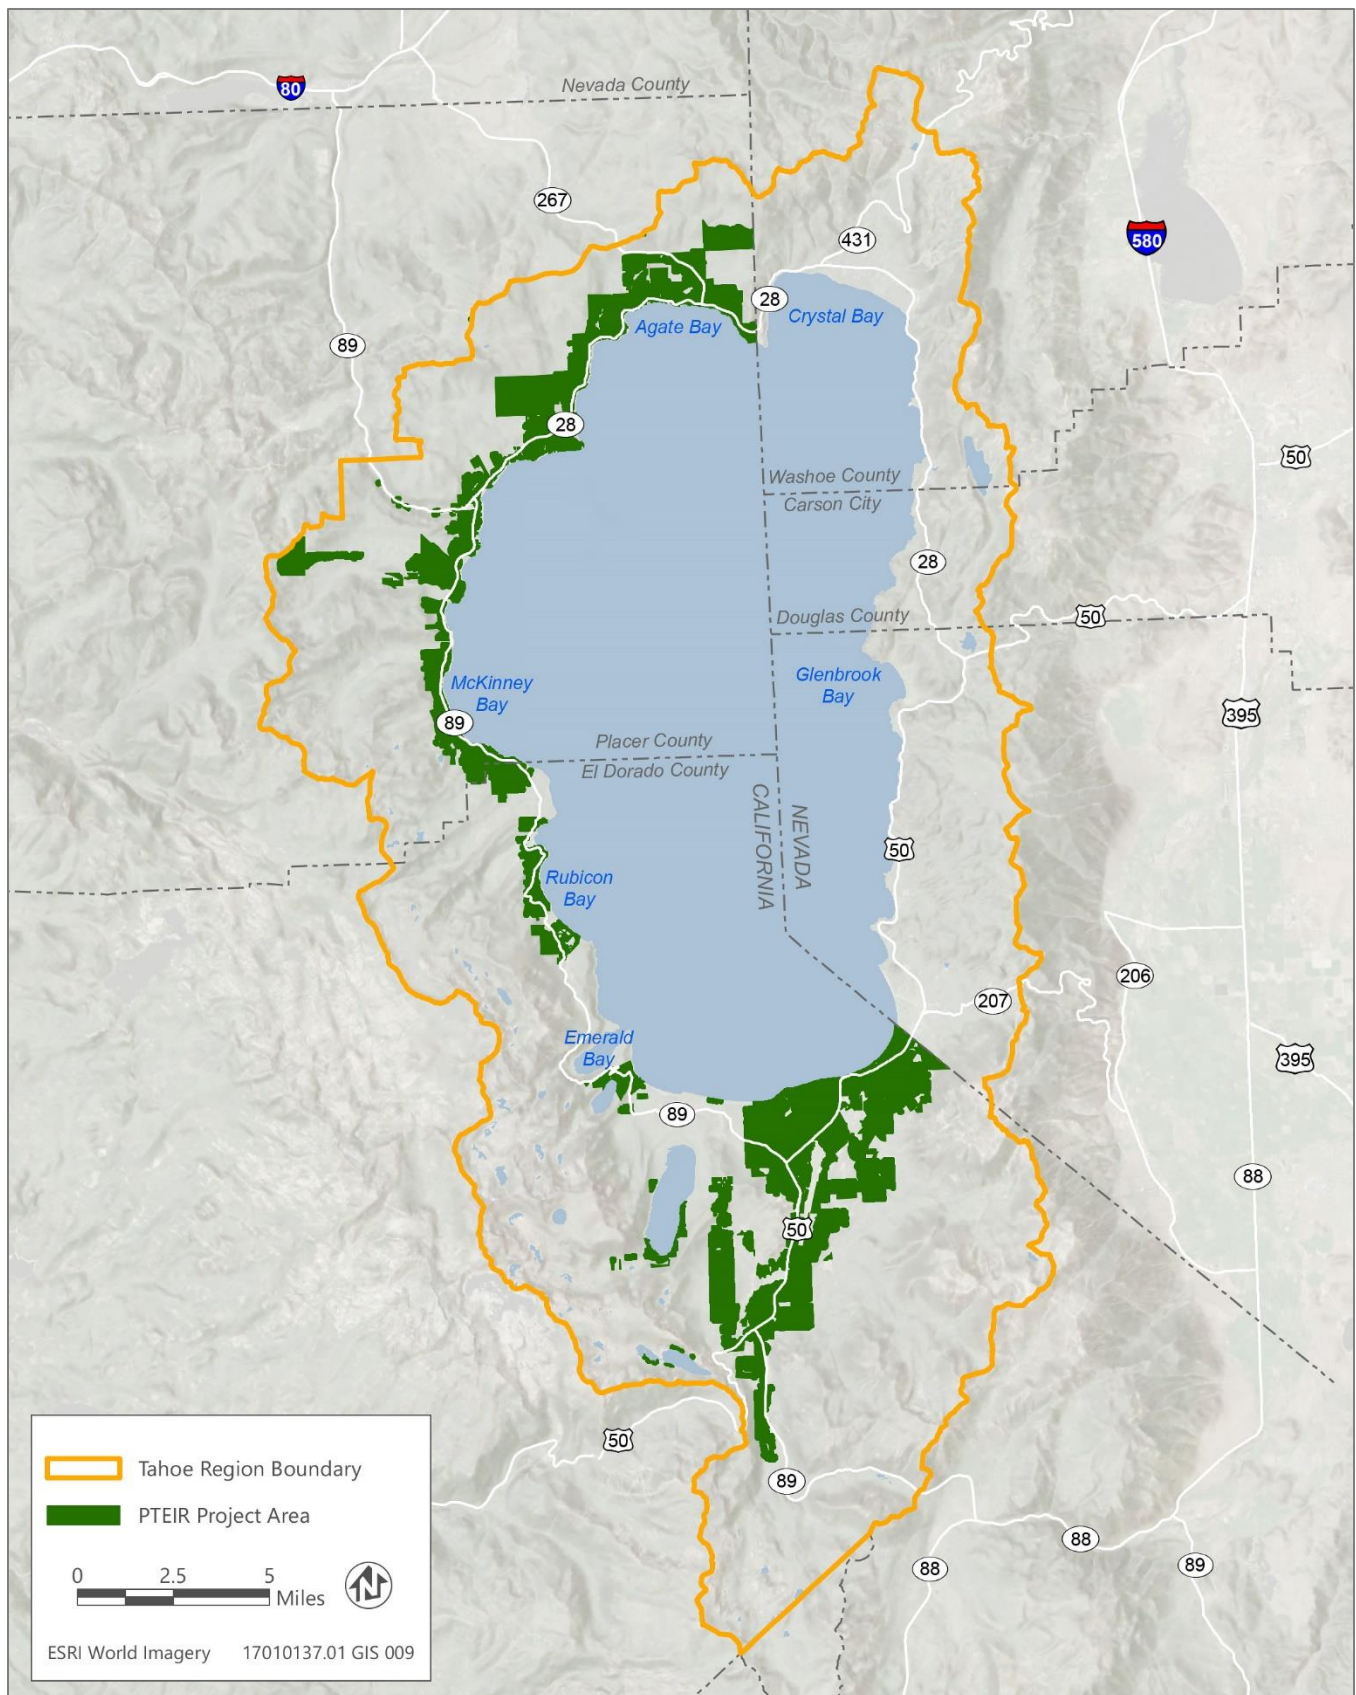 80
Nevada County
267
431
580
28
Agate Bay
Crystal Bay
89
28
50
Washoe County
Carson City
28
50
Douglas County
McKinney
Bay
Glenbrook
Bay
395
89
Placer County
El Dorado County
CALIFORNIA
NEVADA
50
Rubicon
Bay
206
207
Emerald
Bay
395
89
88
50
50
89
88
88
89
Tahoe Region Boundary
PTEIR Project Area
0 2.5 5
Miles
N
ESRI World Imagery 17010137.01 GIS 009